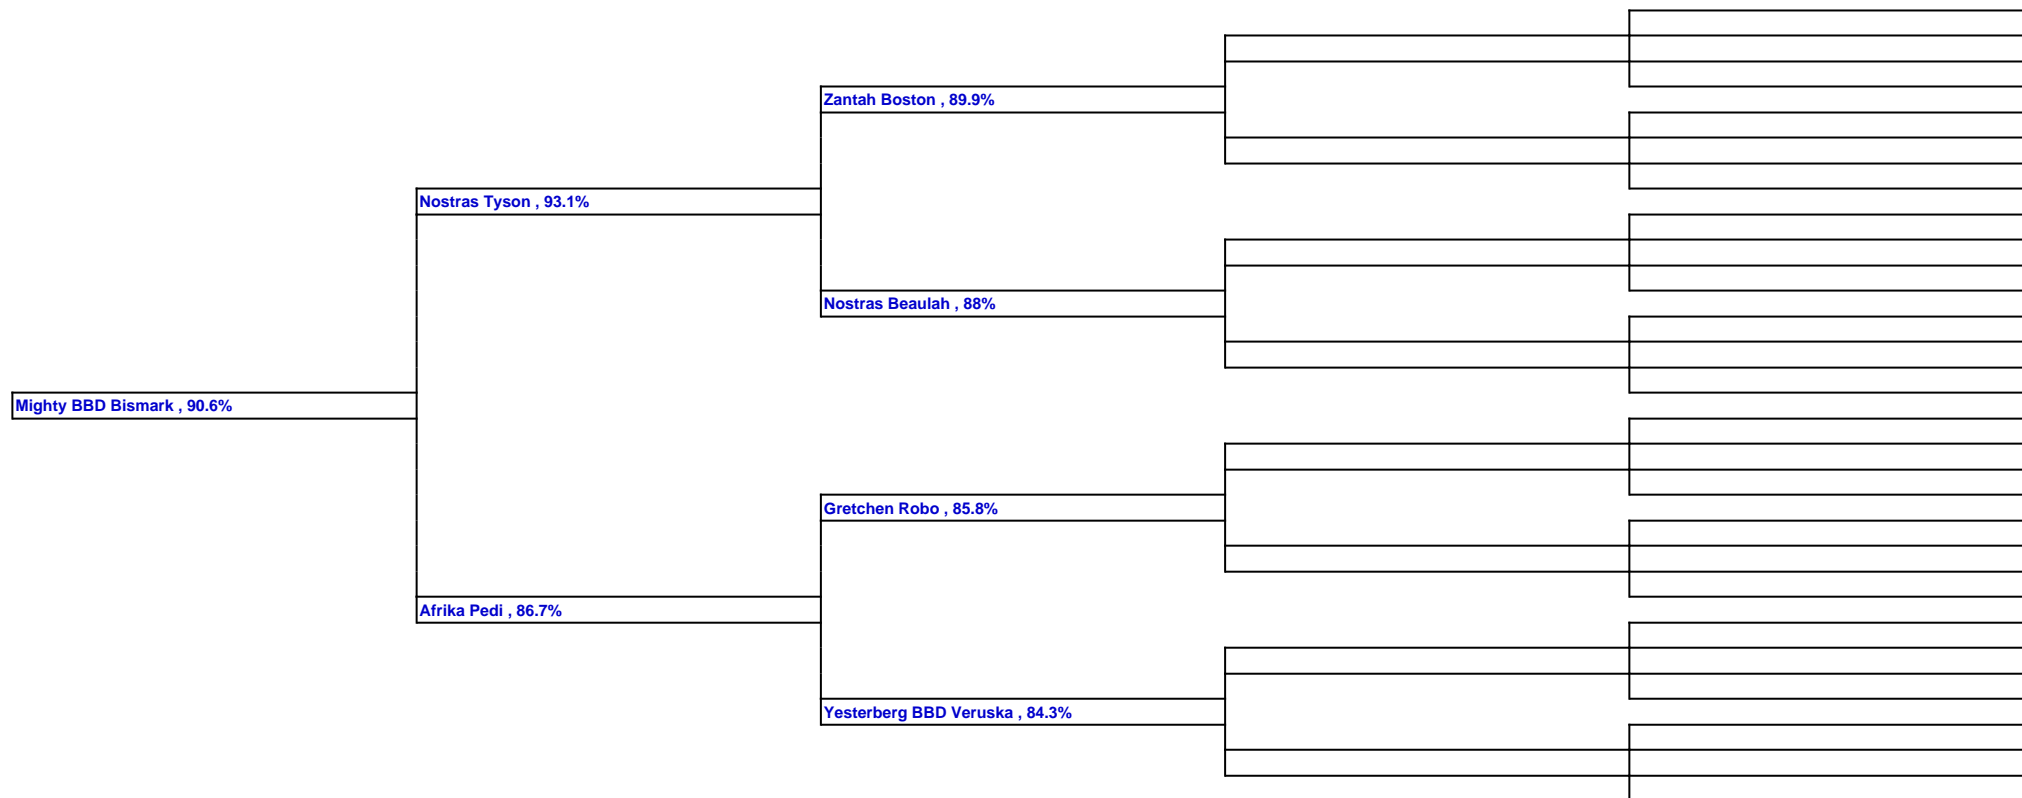 Zantah Boston , 89.9%
Nostras Tyson , 93.1%
Nostras Beaulah , 88%
Mighty BBD Bismark , 90.6%
Gretchen Robo , 85.8%
Afrika Pedi , 86.7%
Yesterberg BBD Veruska , 84.3%